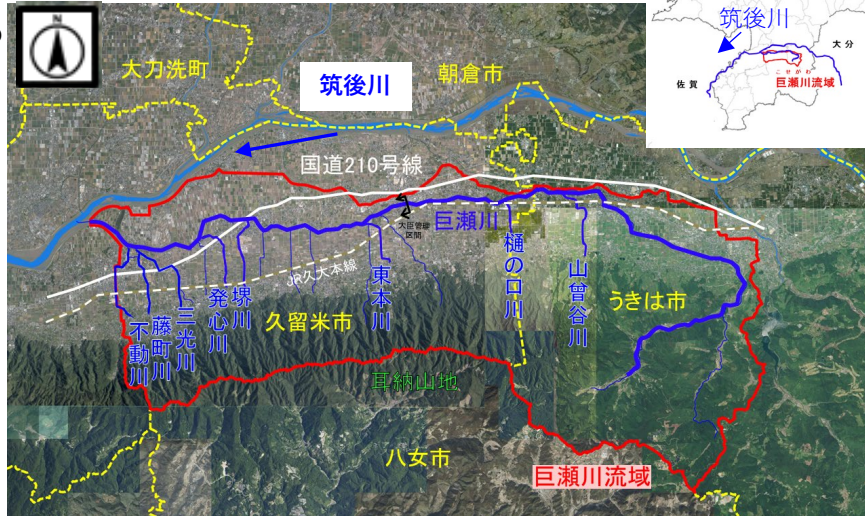 大刀洗町
朝倉市
筑後川
国道210号線
巨瀬川
大臣管理
区間
JR久大本線
不動川
藤町川
三光川
発心川
堺川
久留米市
東本川
樋の口川
山曽谷川
うきは市
耳納山地
八女市
巨瀬川流域
筑後川
大分
佐賀
こせがわ
巨瀬川流域